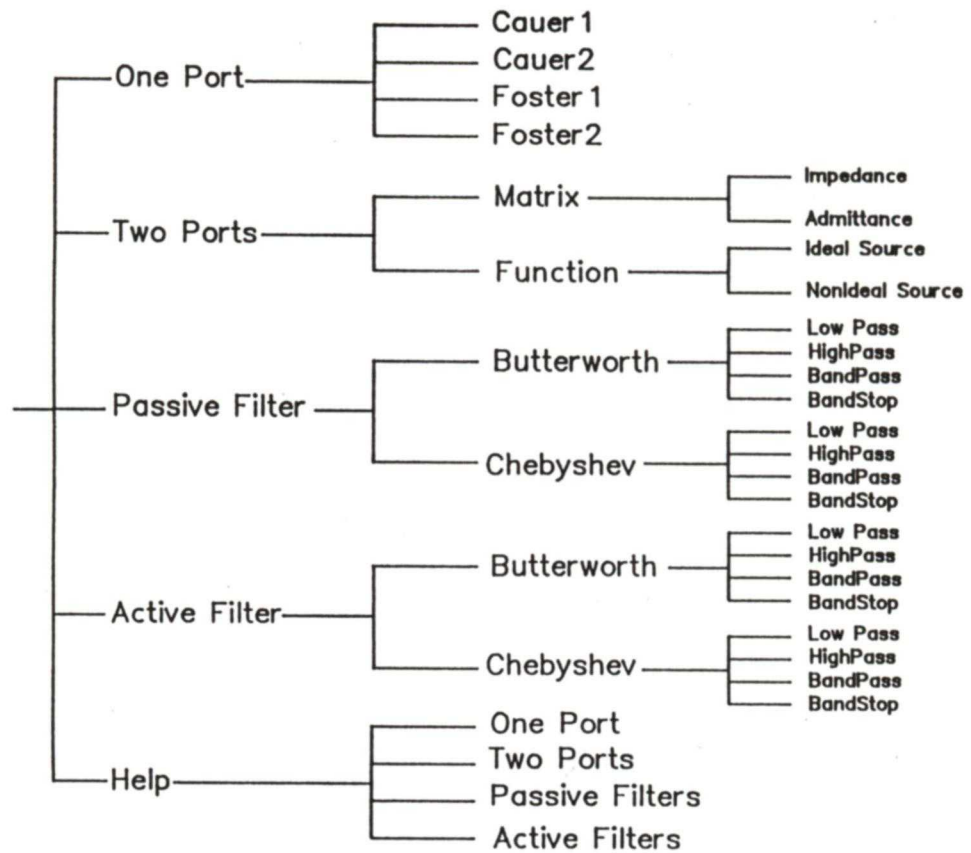 One Port
Cauer1
Cauer2
Foster1
Foster2
Two Ports
Matrix
Impedance
Admittance
Function
Ideal Source
NonIdeal Source
Passive Filter
Butterworth
Low Pass
HighPass
BandPass
BandStop
Chebyshev
Low Pass
HighPass
BandPass
BandStop
Active Filter
Butterworth
Low Pass
HighPass
BandPass
BandStop
Chebyshev
Low Pass
HighPass
BandPass
BandStop
Help
One Port
Two Ports
Passive Filters
Active Filters